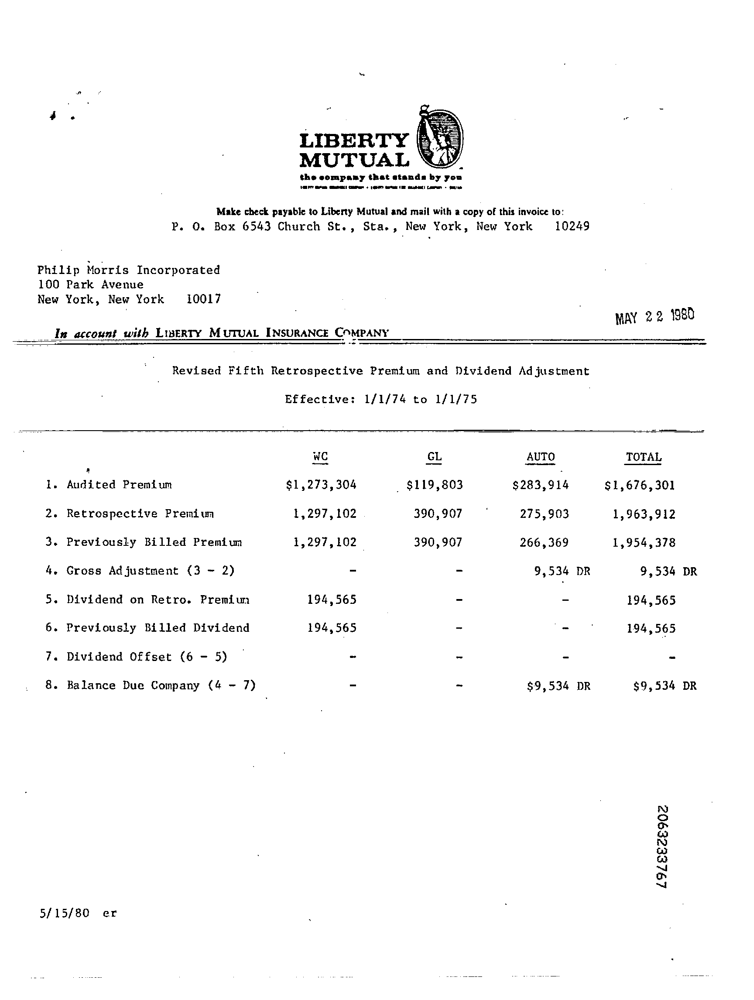 LIBERTY
MUTUAL
the company that stands by you
Make check payable to Liberty Mutual and mail with a copy of this invoice to:
P. O. Box 6543 Church St., Sta., New York, New York 10249
Philip Morris Incorporated
100 Park Avenue
New York, New York 10017
MAY 22 1980
In account with LIBERTY MUTUAL INSURANCE COMPANY
Revised Fifth Retrospective Premium and Dividend Adjustment
Effective: 1/1/74 to 1/1/75
WC GL AUTO TOTAL
1. Audited Premium $1,273,304 $119,803 $283,914 $1,676,301
2. Retrospective Premium 1,297,102 390,907 275,903 1,963,912
3. Previously Billed Premium 1,297,102 390,907 266,369 1,954,378
4. Gross Adjustment (3 - 2) - - 9,534 DR 9,534 DR
5. Dividend on Retro. Premium 194,565 - - 194,565
6. Previously Billed Dividend 194,565 - - 194,565
7. Dividend Offset (6 - 5) - - - -
8. Balance Due Company (4 - 7) - - $9,534 DR $9,534 DR
2063233767
5/15/80 er